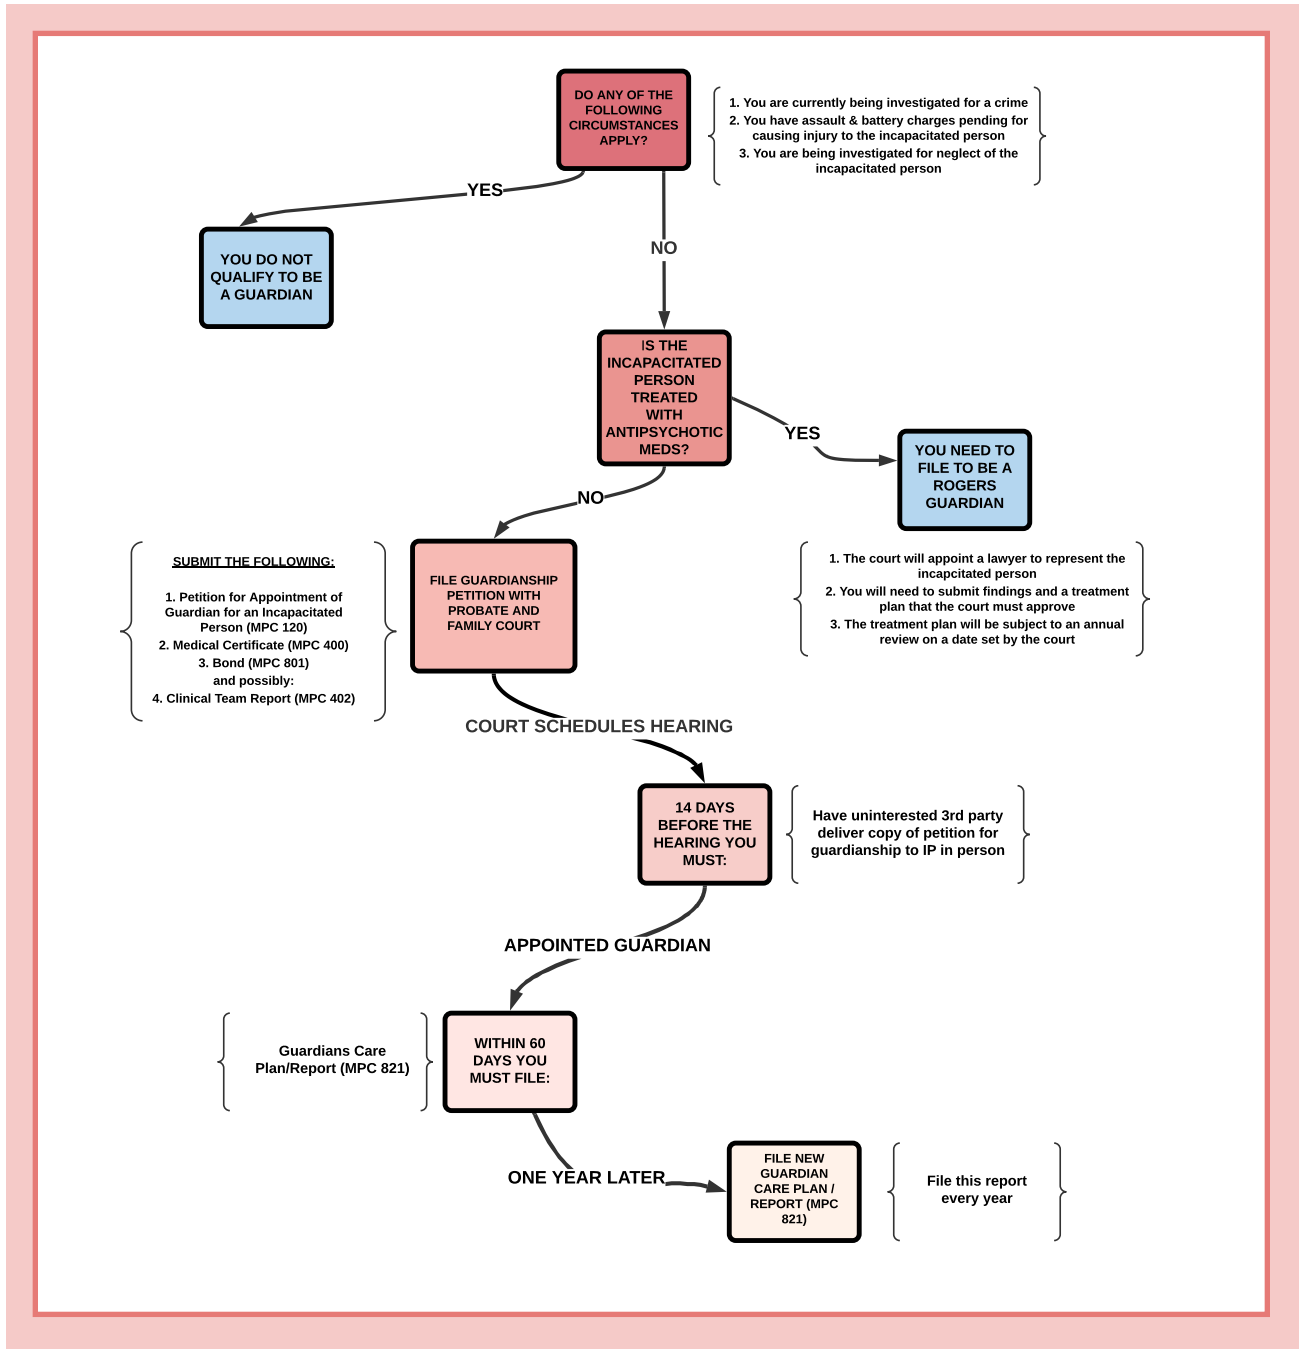 DO ANY OF THE
FOLLOWING
CIRCUMSTANCES
APPLY?
1. You are currently being investigated for a crime
2. You have assault & battery charges pending for
causing injury to the incapacitated person
3. You are being investigated for neglect of the
incapacitated person
YES
NO
YOU DO NOT
QUALIFY TO BE
A GUARDIAN
IS THE
INCAPACITATED
PERSON
TREATED
WITH
ANTIPSYCHOTIC
MEDS?
YES
NO
YOU NEED TO
FILE TO BE A
ROGERS
GUARDIAN
1. The court will appoint a lawyer to represent the
incapcitated person
2. You will need to submit findings and a treatment
plan that the court must approve
3. The treatment plan will be subject to an annual
review on a date set by the court
SUBMIT THE FOLLOWING:
1. Petition for Appointment of
Guardian for an Incapacitated
Person (MPC 120)
2. Medical Certificate (MPC 400)
3. Bond (MPC 801)
and possibly:
4. Clinical Team Report (MPC 402)
FILE GUARDIANSHIP
PETITION WITH
PROBATE AND
FAMILY COURT
COURT SCHEDULES HEARING
14 DAYS
BEFORE THE
HEARING YOU
MUST:
Have uninterested 3rd party
deliver copy of petition for
guardianship to IP in person
APPOINTED GUARDIAN
Guardians Care
Plan/Report (MPC 821)
WITHIN 60
DAYS YOU
MUST FILE:
ONE YEAR LATER
FILE NEW
GUARDIAN
CARE PLAN /
REPORT (MPC
821)
File this report
every year